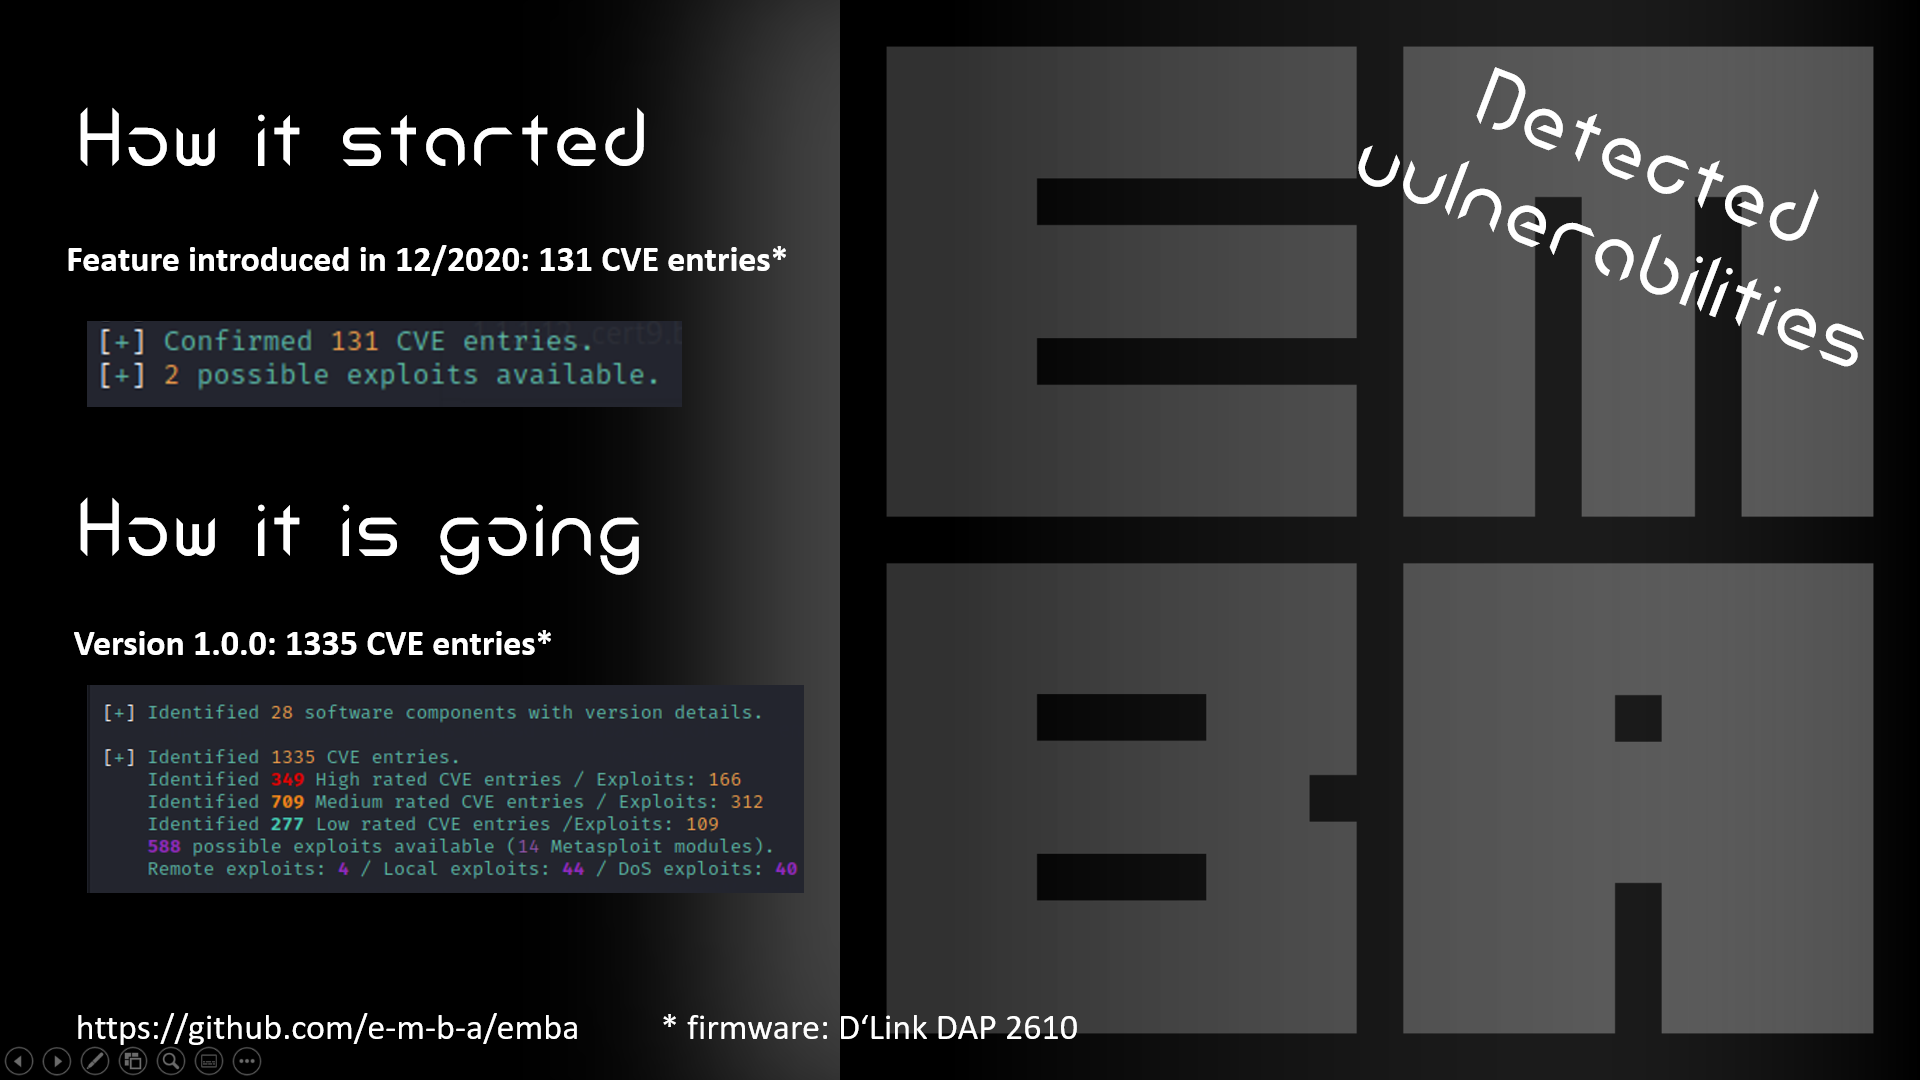 How it started
Feature introduced in 12/2020: 131 CVE entries*
[+] Confirmed 131 CVE entries.
[+] 2 possible exploits available.
How it is going
Version 1.0.0: 1335 CVE entries*
[+] Identified 28 software components with version details.
[+] Identified 1335 CVE entries.
Identified 349 High rated CVE entries / Exploits: 166
Identified 709 Medium rated CVE entries / Exploits: 312
Identified 277 Low rated CVE entries /Exploits: 109
588 possible exploits available (14 Metasploit modules).
Remote exploits: 4 / Local exploits: 44 / DoS exploits: 40
https://github.com/e-m-b-a/emba
* firmware: D‘Link DAP 2610
Detected
vulnerabilities
EM
BA